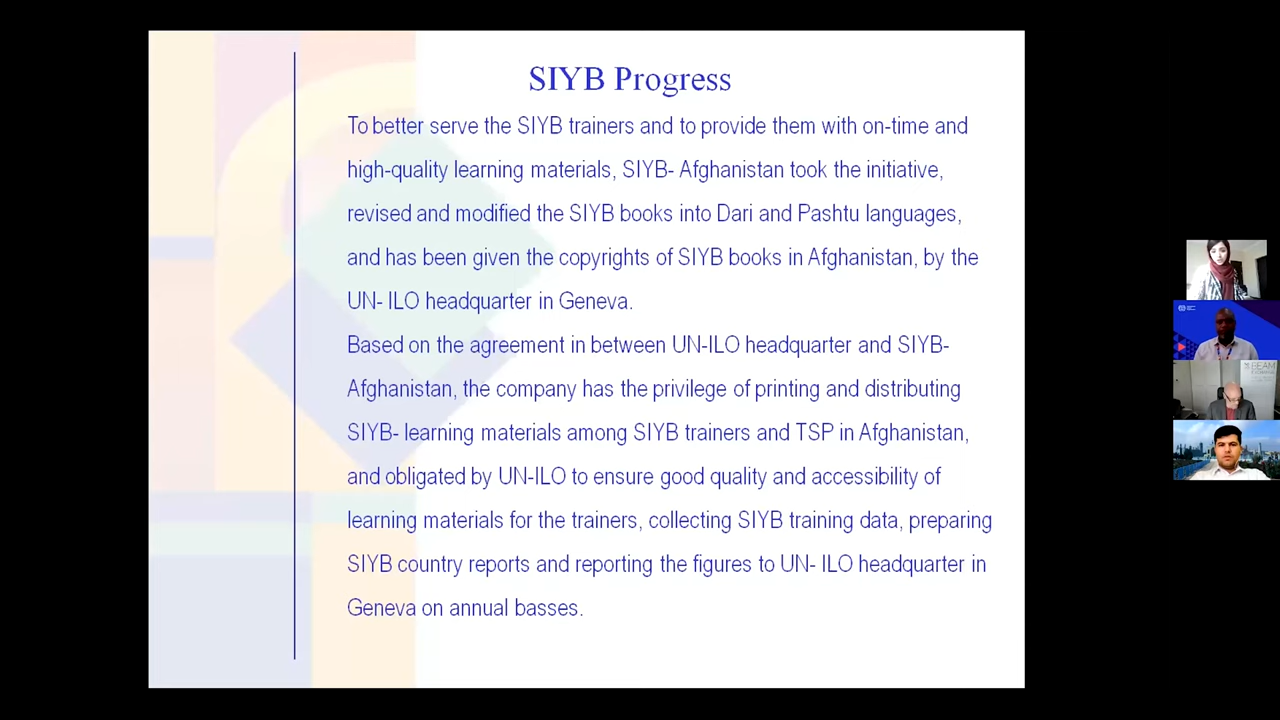 SIYB Progress
To better serve the SIYB trainers and to provide them with on-time and
high-quality learning materials, SIYB- Afghanistan took the initiative,
revised and modified the SIYB books into Dari and Pashtu languages,
and has been given the copyrights of SIYB books in Afghanistan, by the
UN- ILO headquarter in Geneva.
Based on the agreement in between UN-ILO headquarter and SIYB-
Afghanistan, the company has the privilege of printing and distributing
SIYB- learning materials among SIYB trainers and TSP in Afghanistan,
and obligated by UN-ILO to ensure good quality and accessibility of
learning materials for the trainers, collecting SIYB training data, preparing
SIYB country reports and reporting the figures to UN- ILO headquarter in
Geneva on annual basses.
BEAM